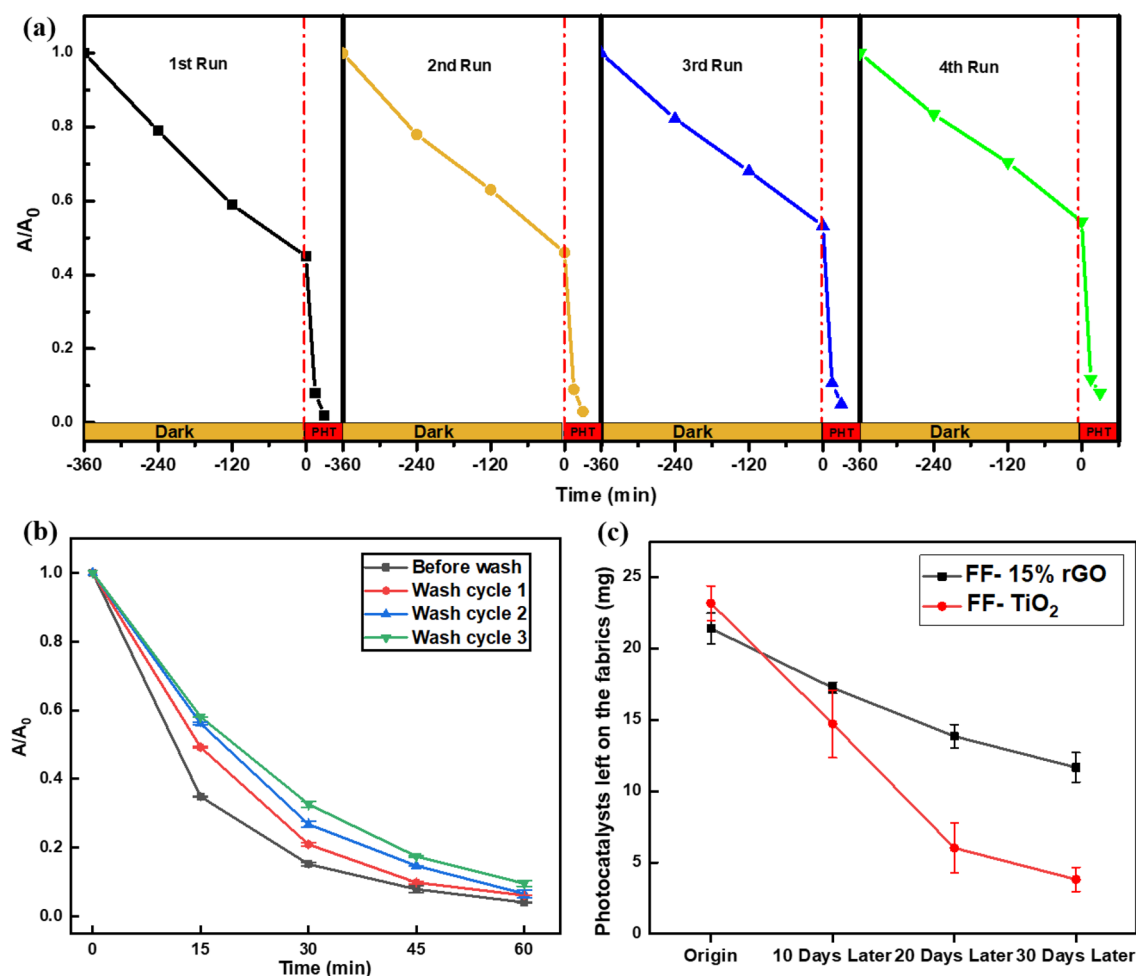 (a)
1st Run
2nd Run
3rd Run
4th Run
1.0
0.8
0.6
0.4
0.2
0.0
A/A0
Dark PHT Dark PHT Dark PHT Dark PHT
-360 -240 -120 0 -360 -240 -120 0 -360 -240 -120 0 -360 -240 -120 0
Time (min)
(b)
Before wash
Wash cycle 1
Wash cycle 2
Wash cycle 3
1.0
0.8
0.6
0.4
0.2
0.0
A/A0
0 15 30 45 60
Time (min)
(c)
FF- 15% rGO
FF- TiO2
25
20
15
10
5
0
Photocatalysts left on the fabrics (mg)
Origin 10 Days Later 20 Days Later 30 Days Later